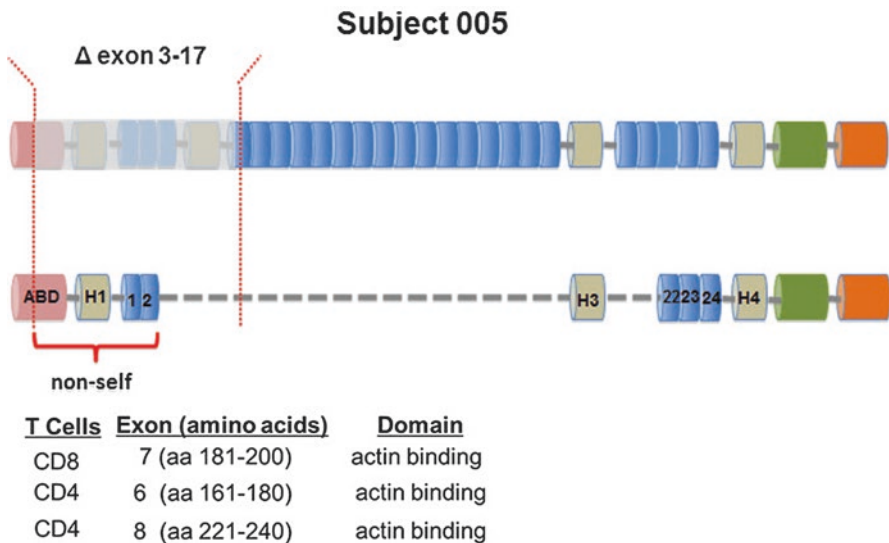 Subject 005
Δ exon 3-17
ABD H1 1 2 H3 22 23 24 H4
non-self
T Cells Exon (amino acids) Domain
CD8 7 (aa 181-200) actin binding
CD4 6 (aa 161-180) actin binding
CD4 8 (aa 221-240) actin binding